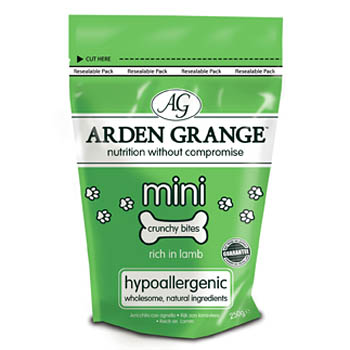 CUT HERE
Resealable Pack Resealable Pack Resealable Pack Resealable Pack
AG
ARDEN GRANGE
nutrition without compromise
mini
crunchy bites
rich in lamb
GUARANTEE
hypoallergenic
wholesome, natural ingredients
250g e